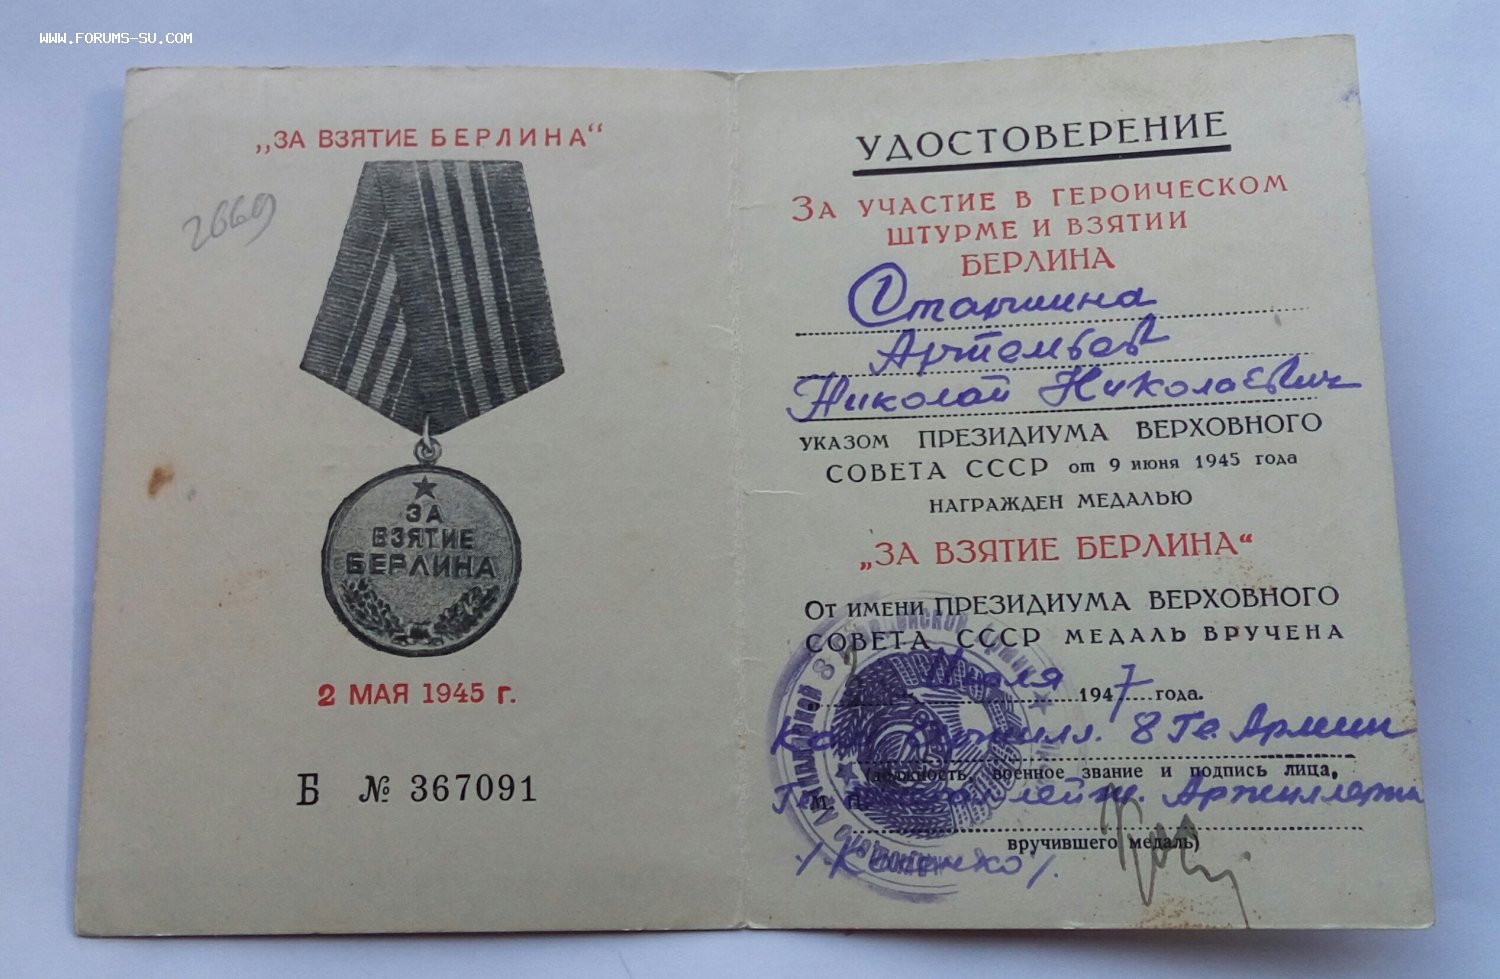 WWW.FORUMS-SU.COM
„ЗА ВЗЯТИЕ БЕРЛИНА“
2669
ЗА
ВЗЯТИЕ
БЕРЛИНА
2 МАЯ 1945 г.
Б № 367091
УДОСТОВЕРЕНИЕ
ЗА УЧАСТИЕ В ГЕРОИЧЕСКОМ
ШТУРМЕ И ВЗЯТИИ
БЕРЛИНА
Старшина
Артемьев
Николай Николаевич
УКАЗОМ ПРЕЗИДИУМА ВЕРХОВНОГО
СОВЕТА СССР от 9 июня 1945 года
НАГРАЖДЕН МЕДАЛЬЮ
„ЗА ВЗЯТИЕ БЕРЛИНА“
ОТ ИМЕНИ ПРЕЗИДИУМА ВЕРХОВНОГО
СОВЕТА СССР МЕДАЛЬ ВРУЧЕНА
Июля 1947 года.
8 Гв. Армии
(должность, военное звание и подпись лица,
М. П. лейтн. Артиллерии
вручившего медаль)